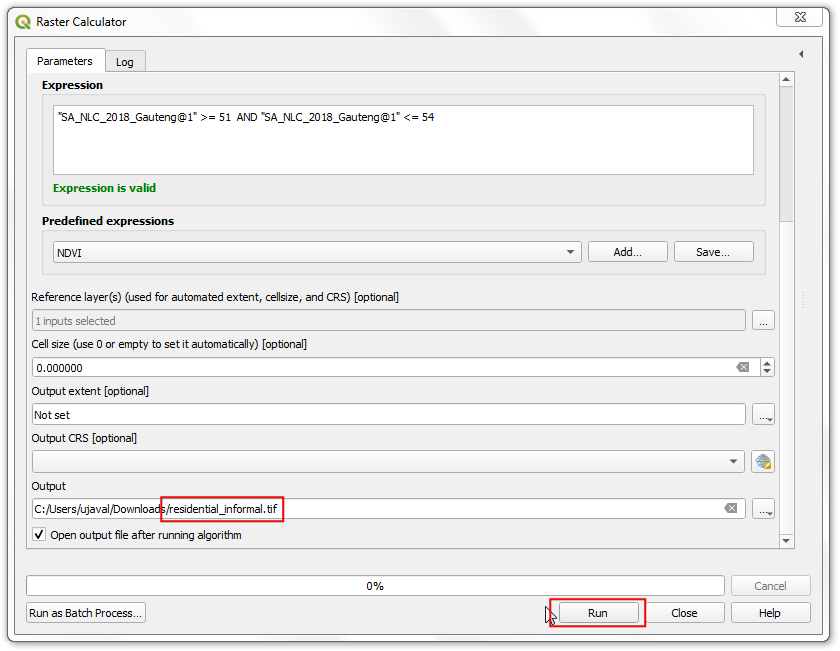 Raster Calculator
Parameters
Log
Expression
"SA_NLC_2018_Gauteng@1" >= 51  AND "SA_NLC_2018_Gauteng@1" <= 54
Expression is valid
Predefined expressions
NDVI
Add...
Save...
Reference layer(s) (used for automated extent, cellsize, and CRS) [optional]
1 inputs selected
...
Cell size (use 0 or empty to set it automatically) [optional]
0.000000
Output extent [optional]
Not set
...
Output CRS [optional]
Output
C:/Users/ujaval/Downloads/residential_informal.tif
...
Open output file after running algorithm
0%
Cancel
Run as Batch Process...
Run
Close
Help